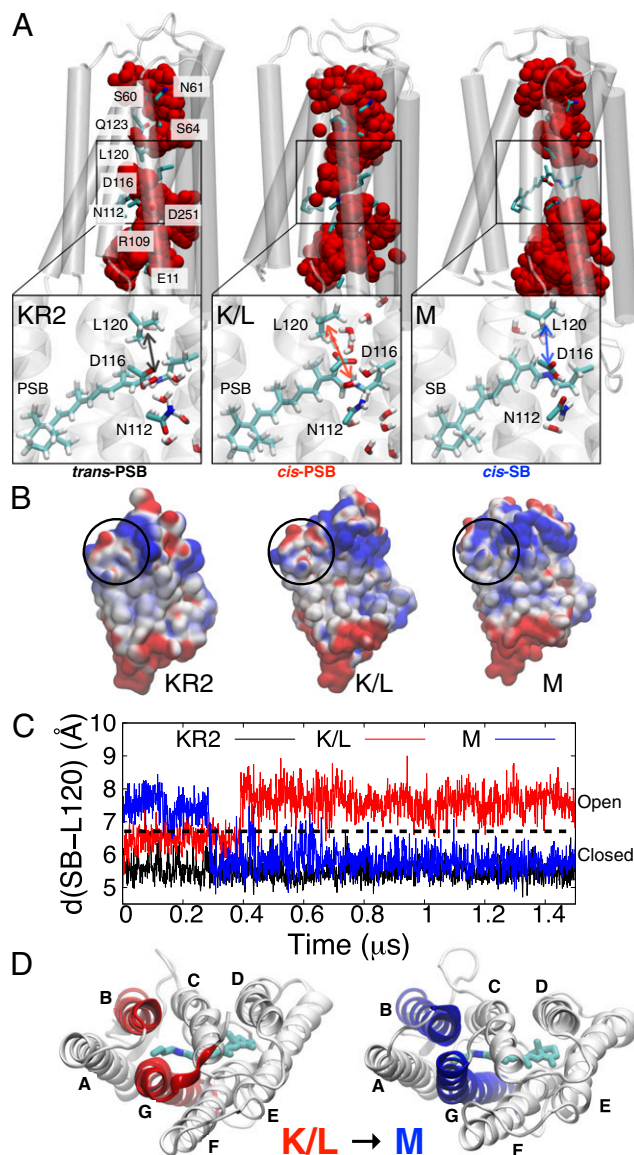 A
S60
N61
Q123
S64
L120
D116
N112
D251
R109
E11
KR2
L120
D116
PSB
N112
trans-PSB
K/L
L120
D116
PSB
N112
cis-PSB
M
L120
D116
SB
N112
cis-SB
B
KR2
K/L
M
C
d(SB–L120) (Å)
10
9
8
7
6
5
KR2
K/L
M
Open
Closed
0
0.2
0.4
0.6
0.8
1
1.2
1.4
Time (μs)
D
B
C
D
A
G
F
E
B
C
D
A
G
F
E
K/L → M